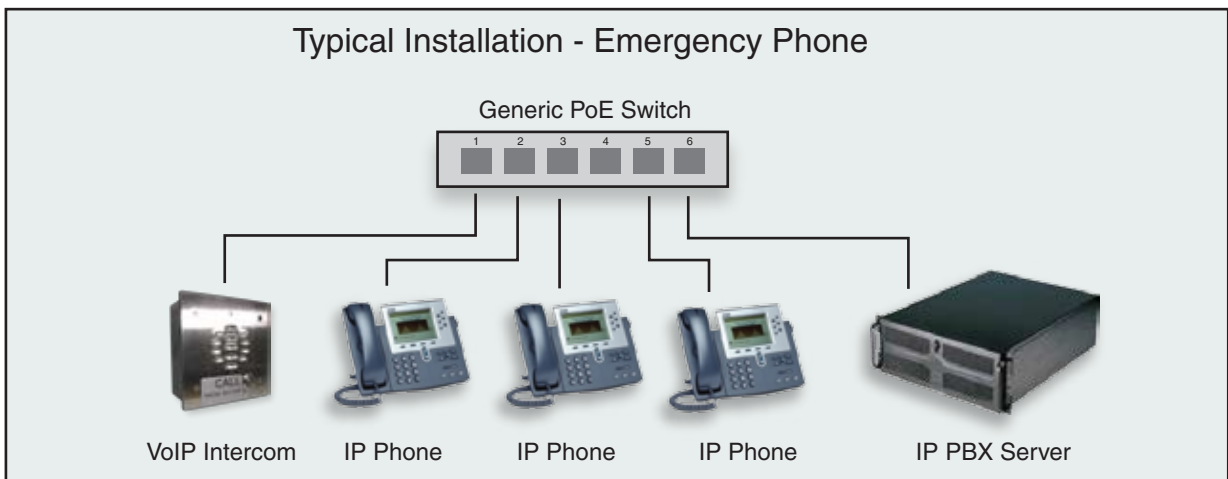 Typical Installation - Emergency Phone
Generic PoE Switch
1 2 3 4 5 6
CALL
VoIP Intercom IP Phone IP Phone IP Phone IP PBX Server